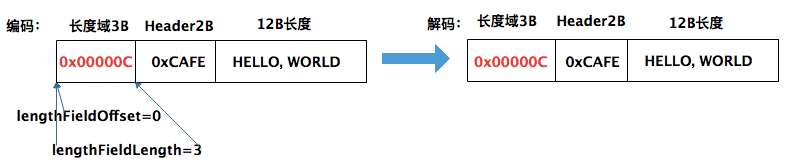 编码： 长度域3B Header2B 12B长度
0x00000C 0xCAFE HELLO, WORLD
lengthFieldOffset=0
lengthFieldLength=3
解码： 长度域3B Header2B 12B长度
0x00000C 0xCAFE HELLO, WORLD